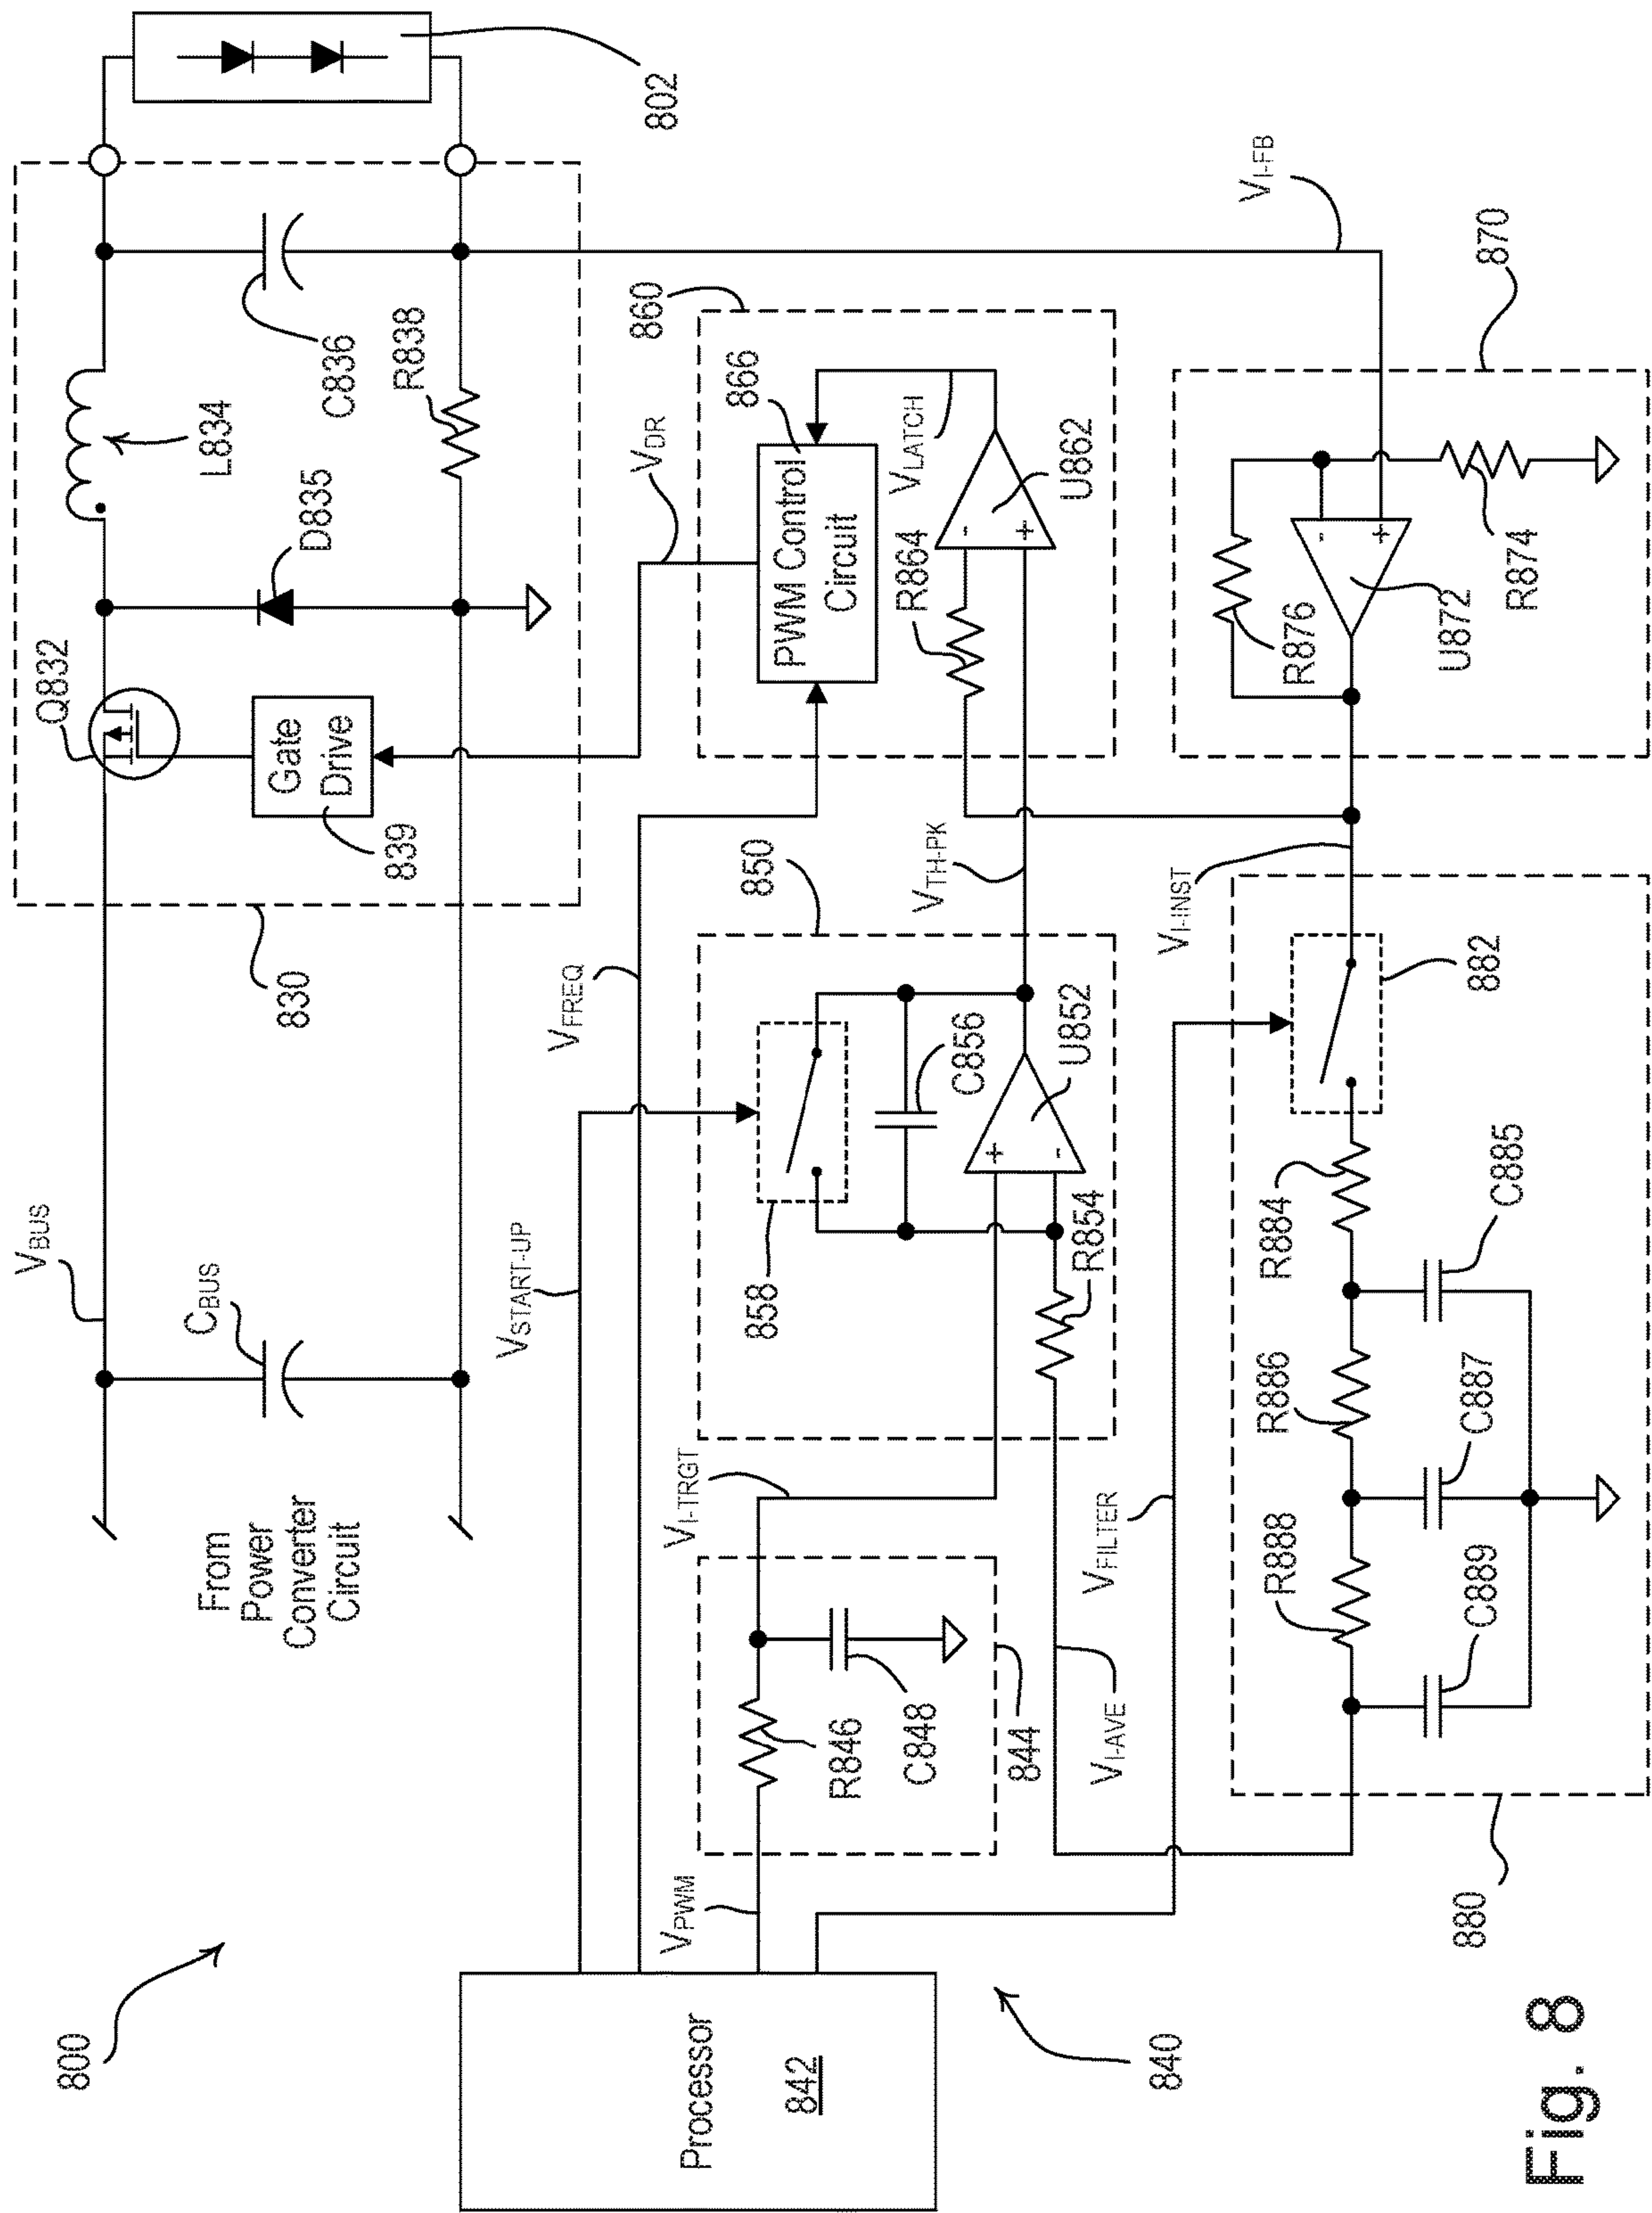 800
V_BUS
C_BUS
From
Power
Converter
Circuit
830
Q832
Gate
Drive
839
D835
L834
C836
R838
802
V_START-UP
V_FREQ
V_DR
Processor
842
840
V_PWM
R846
C848
844
V_I-TRGT
V_I-AVE
V_FILTER
850
858
C856
+
-
U852
R854
V_TH-PK
860
PWM Control
Circuit
866
V_LATCH
R864
-
+
U862
V_I-FB
870
-
+
R876
U872
R874
V_I-INST
880
882
R884
R886
R888
C885
C887
C889
Fig. 8